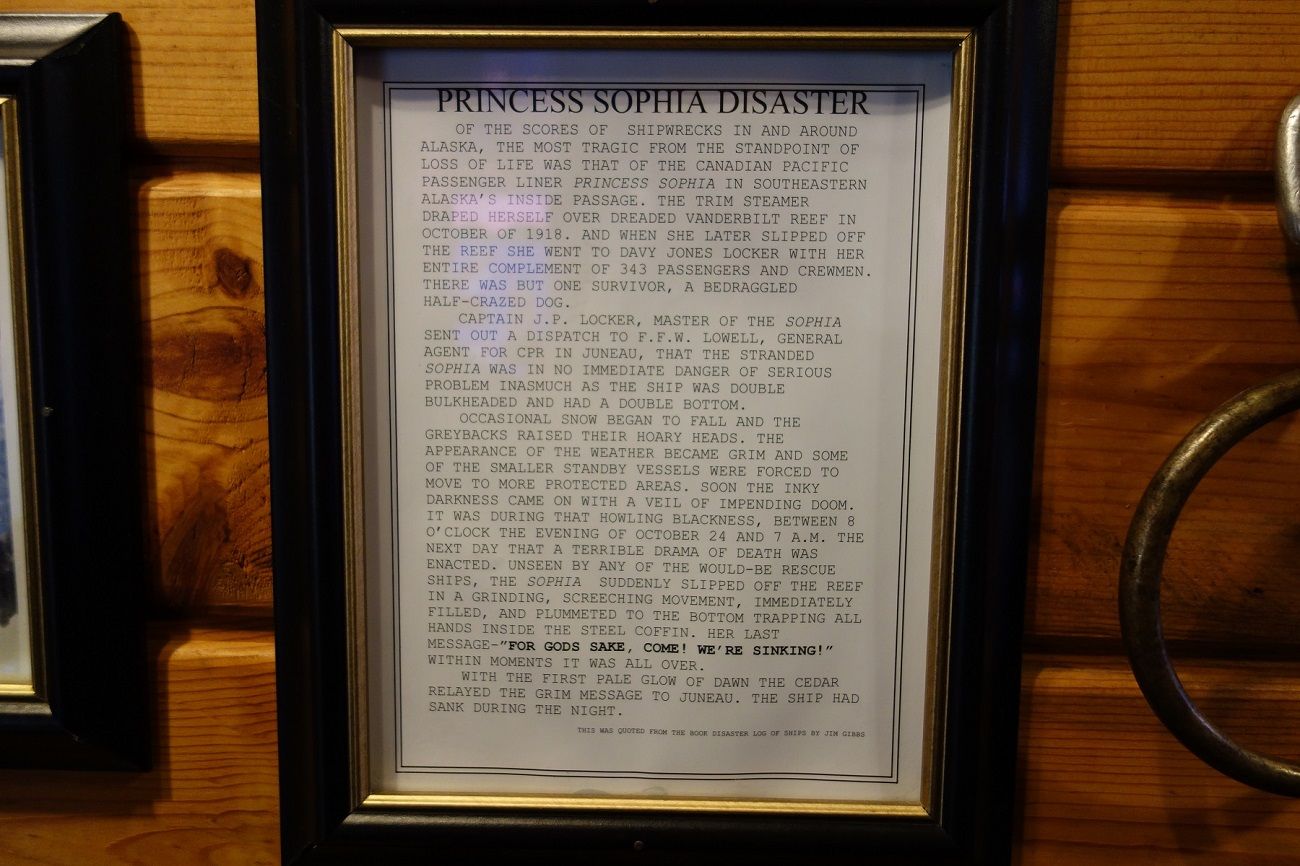 PRINCESS SOPHIA DISASTER
OF THE SCORES OF SHIPWRECKS IN AND AROUND
ALASKA, THE MOST TRAGIC FROM THE STANDPOINT OF
LOSS OF LIFE WAS THAT OF THE CANADIAN PACIFIC
PASSENGER LINER PRINCESS SOPHIA IN SOUTHEASTERN
ALASKA'S INSIDE PASSAGE. THE TRIM STEAMER
DRAPED HERSELF OVER DREADED VANDERBILT REEF IN
OCTOBER OF 1918. AND WHEN SHE LATER SLIPPED OFF
THE REEF SHE WENT TO DAVY JONES LOCKER WITH HER
ENTIRE COMPLEMENT OF 343 PASSENGERS AND CREWMEN.
THERE WAS BUT ONE SURVIVOR, A BEDRAGGLED
HALF-CRAZED DOG.
CAPTAIN J.P. LOCKER, MASTER OF THE SOPHIA
SENT OUT A DISPATCH TO F.F.W. LOWELL, GENERAL
AGENT FOR CPR IN JUNEAU, THAT THE STRANDED
SOPHIA WAS IN NO IMMEDIATE DANGER OF SERIOUS
PROBLEM INASMUCH AS THE SHIP WAS DOUBLE
BULKHEADED AND HAD A DOUBLE BOTTOM.
OCCASIONAL SNOW BEGAN TO FALL AND THE
GREYBACKS RAISED THEIR HOARY HEADS. THE
APPEARANCE OF THE WEATHER BECAME GRIM AND SOME
OF THE SMALLER STANDBY VESSELS WERE FORCED TO
MOVE TO MORE PROTECTED AREAS. SOON THE INKY
DARKNESS CAME ON WITH A VEIL OF IMPENDING DOOM.
IT WAS DURING THAT HOWLING BLACKNESS, BETWEEN 8
O'CLOCK THE EVENING OF OCTOBER 24 AND 7 A.M. THE
NEXT DAY THAT A TERRIBLE DRAMA OF DEATH WAS
ENACTED. UNSEEN BY ANY OF THE WOULD-BE RESCUE
SHIPS, THE SOPHIA SUDDENLY SLIPPED OFF THE REEF
IN A GRINDING, SCREECHING MOVEMENT, IMMEDIATELY
FILLED, AND PLUMMETED TO THE BOTTOM TRAPPING ALL
HANDS INSIDE THE STEEL COFFIN. HER LAST
MESSAGE-"FOR GODS SAKE, COME! WE'RE SINKING!"
WITHIN MOMENTS IT WAS ALL OVER.
WITH THE FIRST PALE GLOW OF DAWN THE CEDAR
RELAYED THE GRIM MESSAGE TO JUNEAU. THE SHIP HAD
SANK DURING THE NIGHT.
THIS WAS QUOTED FROM THE BOOK DISASTER LOG OF SHIPS BY JIM GIBBS